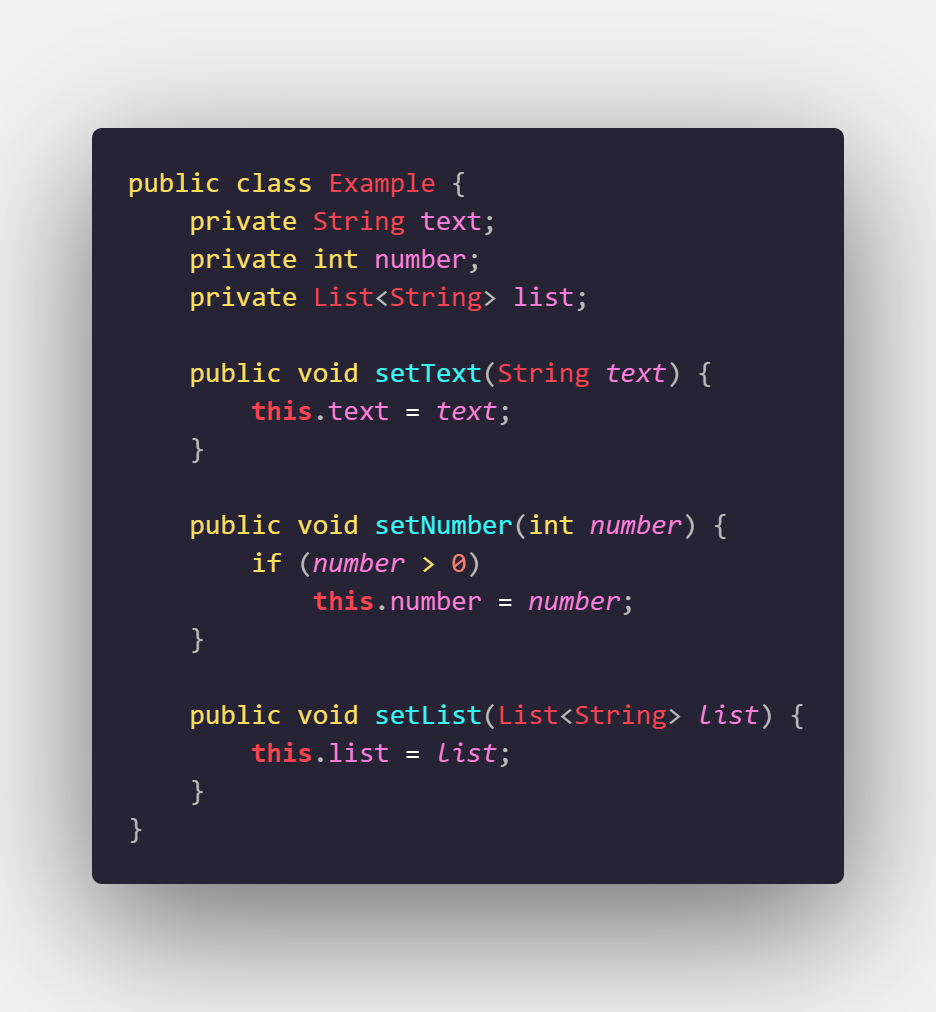 public class Example {
    private String text;
    private int number;
    private List<String> list;

    public void setText(String text) {
        this.text = text;
    }

    public void setNumber(int number) {
        if (number > 0)
            this.number = number;
    }

    public void setList(List<String> list) {
        this.list = list;
    }
}